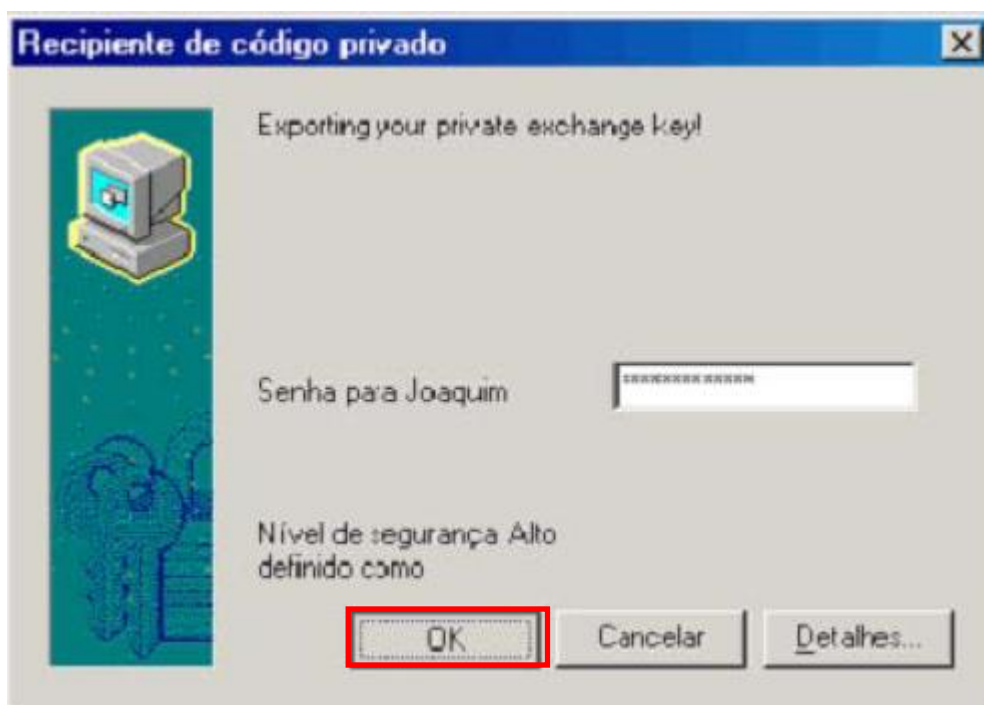 Recipiente de código privado
Exporting your private exchange key!
Senha para Joaquim
Nível de segurança Alto
definido como
OK
Cancelar
Detalhes...